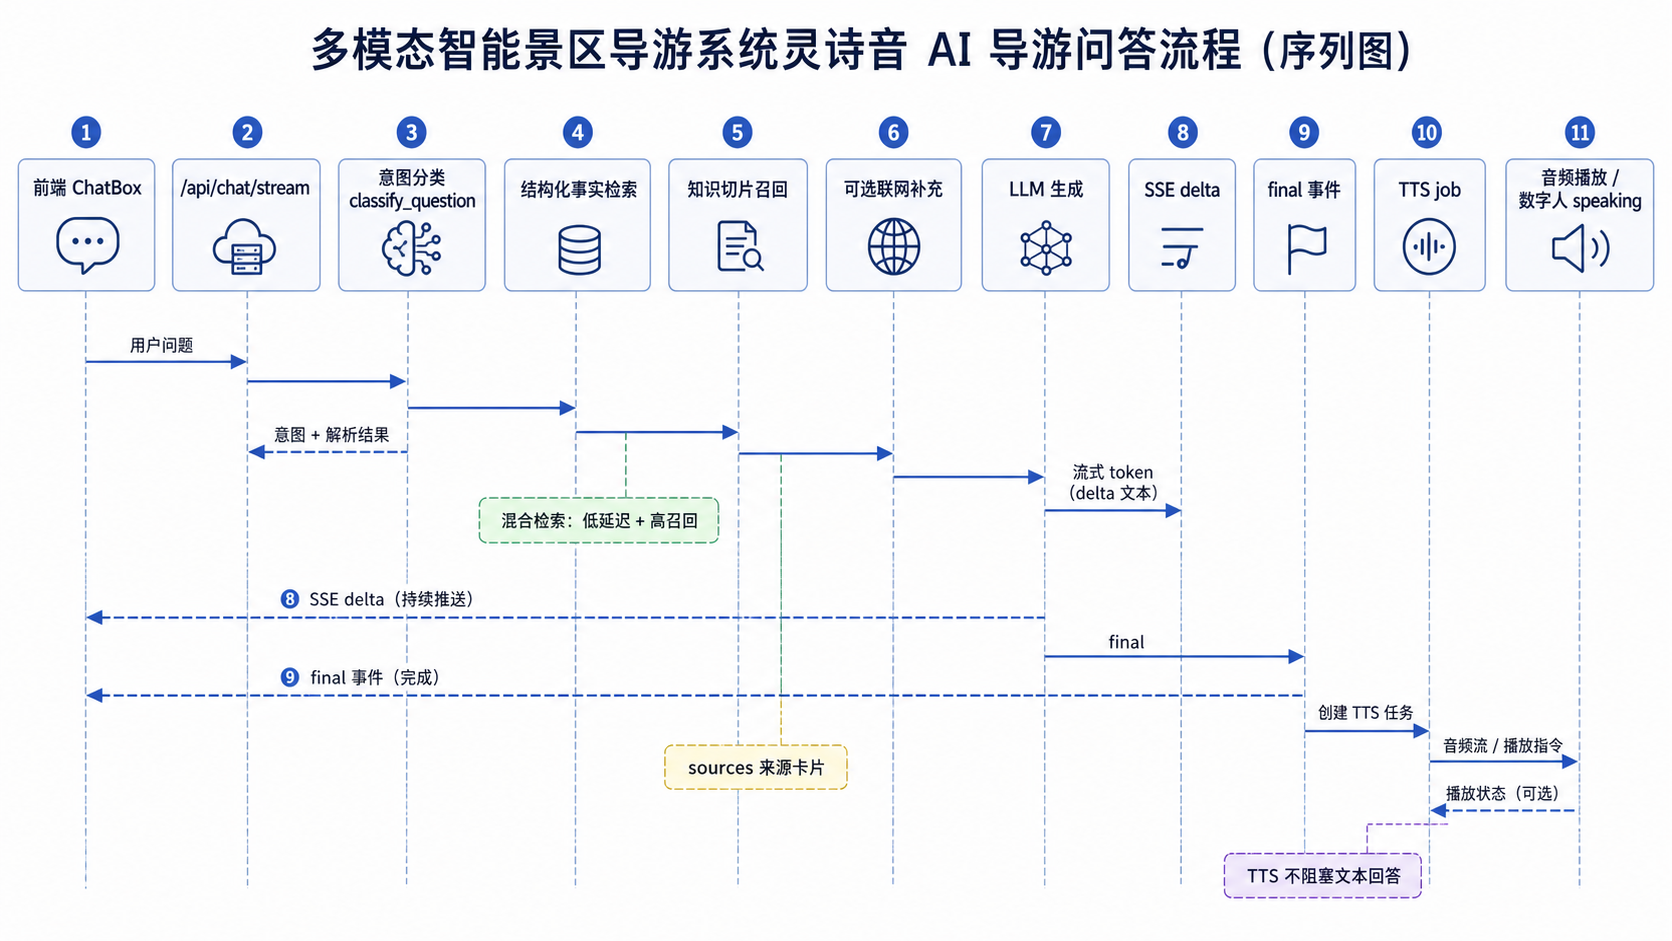 多模态智能景区导游系统灵诗音 AI 导游问答流程（序列图）
1
2
3
4
5
6
7
8
9
10
11
前端 ChatBox
/api/chat/stream
意图分类
classify_question
结构化事实检索
知识切片召回
可选联网补充
LLM 生成
SSE delta
final 事件
TTS job
音频播放 /
数字人 speaking
用户问题
意图 + 解析结果
流式 token
（delta 文本）
混合检索：低延迟 + 高召回
8 SSE delta（持续推送）
final
9 final 事件（完成）
创建 TTS 任务
音频流 / 播放指令
sources 来源卡片
播放状态（可选）
TTS 不阻塞文本回答